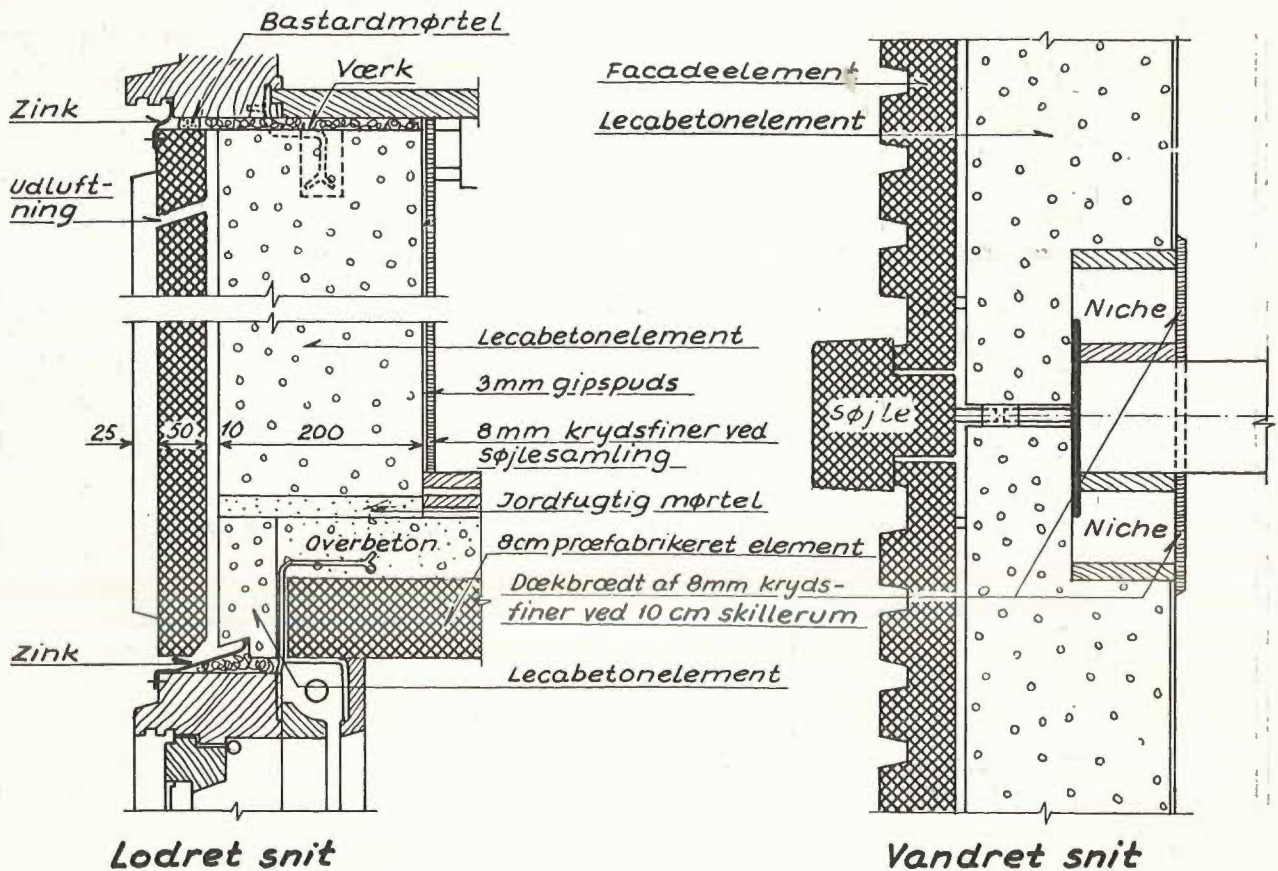 Bastardmørtel
Værk
Zink
Udluft-
ning
Lecabetonelement
3mm gipspuds
25 50 10 200
8mm krydsfiner ved
søjlesamling
Jordfugtig mørtel
Overbeton
8cm præfabrikeret element
Dækbrædt af 8mm kryds-
finer ved 10 cm skillerum
Zink
Lecabetonelement
Lodret snit
Facadeelement
Lecabetonelement
Niche
Søjle
Niche
Vandret snit